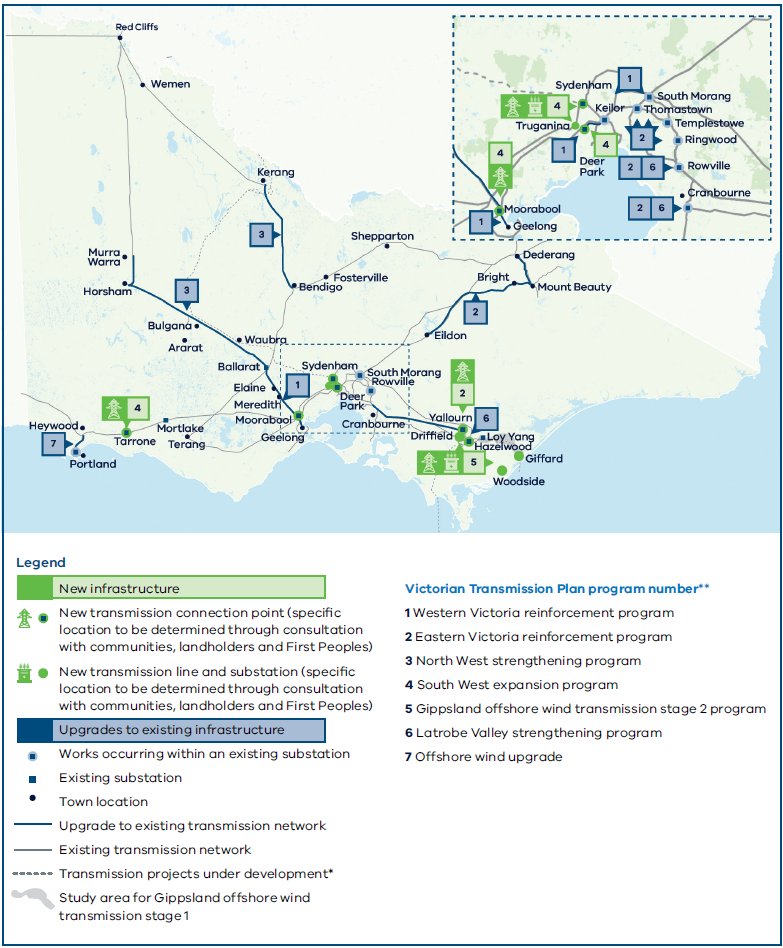 Red Cliffs
Wemen
Kerang
3
Shepparton
Murra
Warra
Horsham
3
Bendigo
Fosterville
Dederang
Bright
Mount Beauty
2
Bulgana
Ararat
Waubra
Eildon
Ballarat
Elaine
Meredith
1
Moorabool
Geelong
Sydenham
South Morang
Rowville
Deer
Park
Cranbourne
2
Yallourn
6
Driffield
Loy Yang
Hazelwood
5
Giffard
Woodside
4
Heywood
7
Portland
Tarrone
Mortlake
Terang
1
Sydenham
4
South Morang
Keilor
Thomastown
Truganina
Templestowe
1
4
2
Ringwood
Deer
Park
4
2 6
Rowville
Cranbourne
2 6
Moorabool
1
Geelong
Legend
New infrastructure
New transmission connection point (specific
location to be determined through consultation
with communities, landholders and First Peoples)
New transmission line and substation (specific
location to be determined through consultation
with communities, landholders and First Peoples)
Upgrades to existing infrastructure
Works occurring within an existing substation
Existing substation
Town location
Upgrade to existing transmission network
Existing transmission network
Transmission projects under development*
Study area for Gippsland offshore wind
transmission stage 1
Victorian Transmission Plan program number**
1 Western Victoria reinforcement program
2 Eastern Victoria reinforcement program
3 North West strengthening program
4 South West expansion program
5 Gippsland offshore wind transmission stage 2 program
6 Latrobe Valley strengthening program
7 Offshore wind upgrade